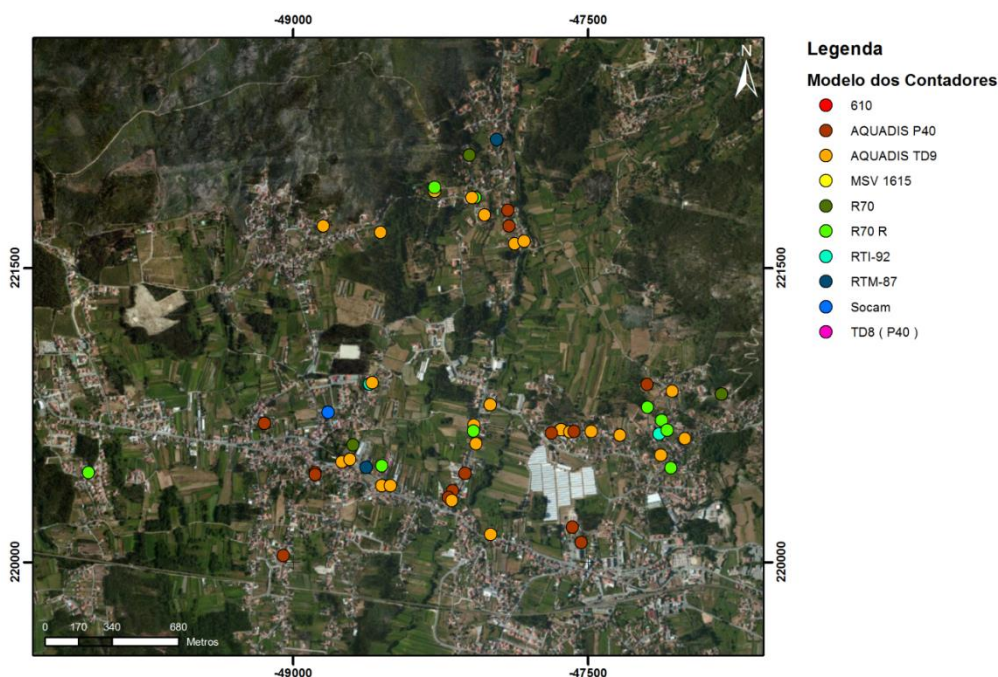 -49000
-47500
N
221500
221500
220000
220000
0 170 340 680
Metros
-49000
-47500
Legenda
Modelo dos Contadores
610
AQUADIS P40
AQUADIS TD9
MSV 1615
R70
R70 R
RTI-92
RTM-87
Socam
TD8 ( P40 )